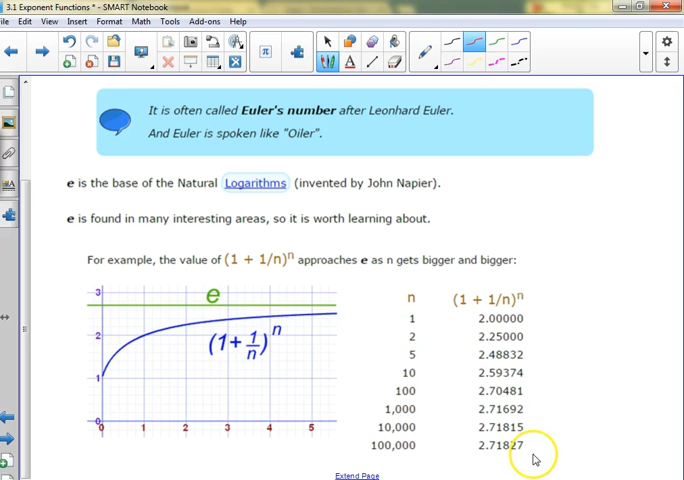 3.1 Exponent Functions * - SMART Notebook
File Edit View Insert Format Math Tools Add-ons Help
It is often called Euler's number after Leonhard Euler.
And Euler is spoken like "Oiler".
e is the base of the Natural Logarithms (invented by John Napier).
e is found in many interesting areas, so it is worth learning about.
For example, the value of (1 + 1/n)ⁿ approaches e as n gets bigger and bigger:
3
e
2
(1+1/n)ⁿ
1
0
0 1 2 3 4 5
n (1 + 1/n)ⁿ
1 2.00000
2 2.25000
5 2.48832
10 2.59374
100 2.70481
1,000 2.71692
10,000 2.71815
100,000 2.71827
Extend Page